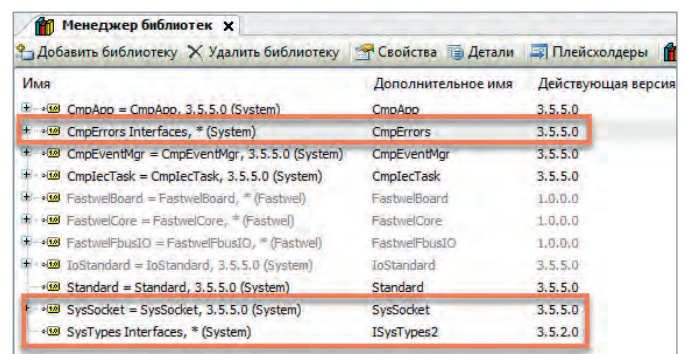 Менеджер библиотек x
Добавить библиотеку Удалить библиотеку Свойства Детали Плейсхолдеры
Имя Дополнительное имя Действующая версия
CmpApp = CmpApp, 3.5.5.0 (System) CmpApp 3.5.5.0
CmpErrors Interfaces, * (System) CmpErrors 3.5.5.0
CmpEventMgr = CmpEventMgr, 3.5.5.0 (System) CmpEventMgr 3.5.5.0
CmpIecTask = CmpIecTask, 3.5.5.0 (System) CmpIecTask 3.5.5.0
FastwelBoard = FastwelBoard, * (Fastwel) FastwelBoard 1.0.0.0
FastwelCore = FastwelCore, * (Fastwel) FastwelCore 1.0.0.0
FastwelFbusIO = FastwelFbusIO, * (Fastwel) FastwelFbusIO 1.0.0.0
IoStandard = IoStandard, 3.5.5.0 (System) IoStandard 3.5.5.0
Standard = Standard, 3.5.5.0 (System) Standard 3.5.5.0
SysSocket = SysSocket, 3.5.5.0 (System) SysSocket 3.5.5.0
SysTypes Interfaces, * (System) ISysTypes2 3.5.2.0